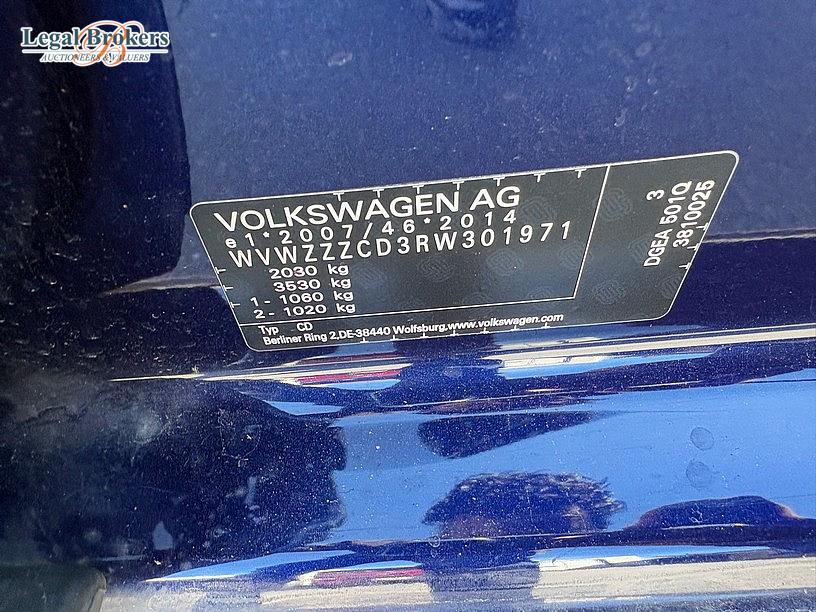 Legal Brokers
AUCTIONEERS & VALUERS
VOLKSWAGEN AG
e1*2007/46*2014
WVWZZZCD3RW301971
2030 kg
3530 kg
1 - 1060 kg
2 - 1020 kg
Typ CD
Berliner Ring 2,DE-38440 Wolfsburg.www.volkswagen.com
3
DGEA 501Q
3810025